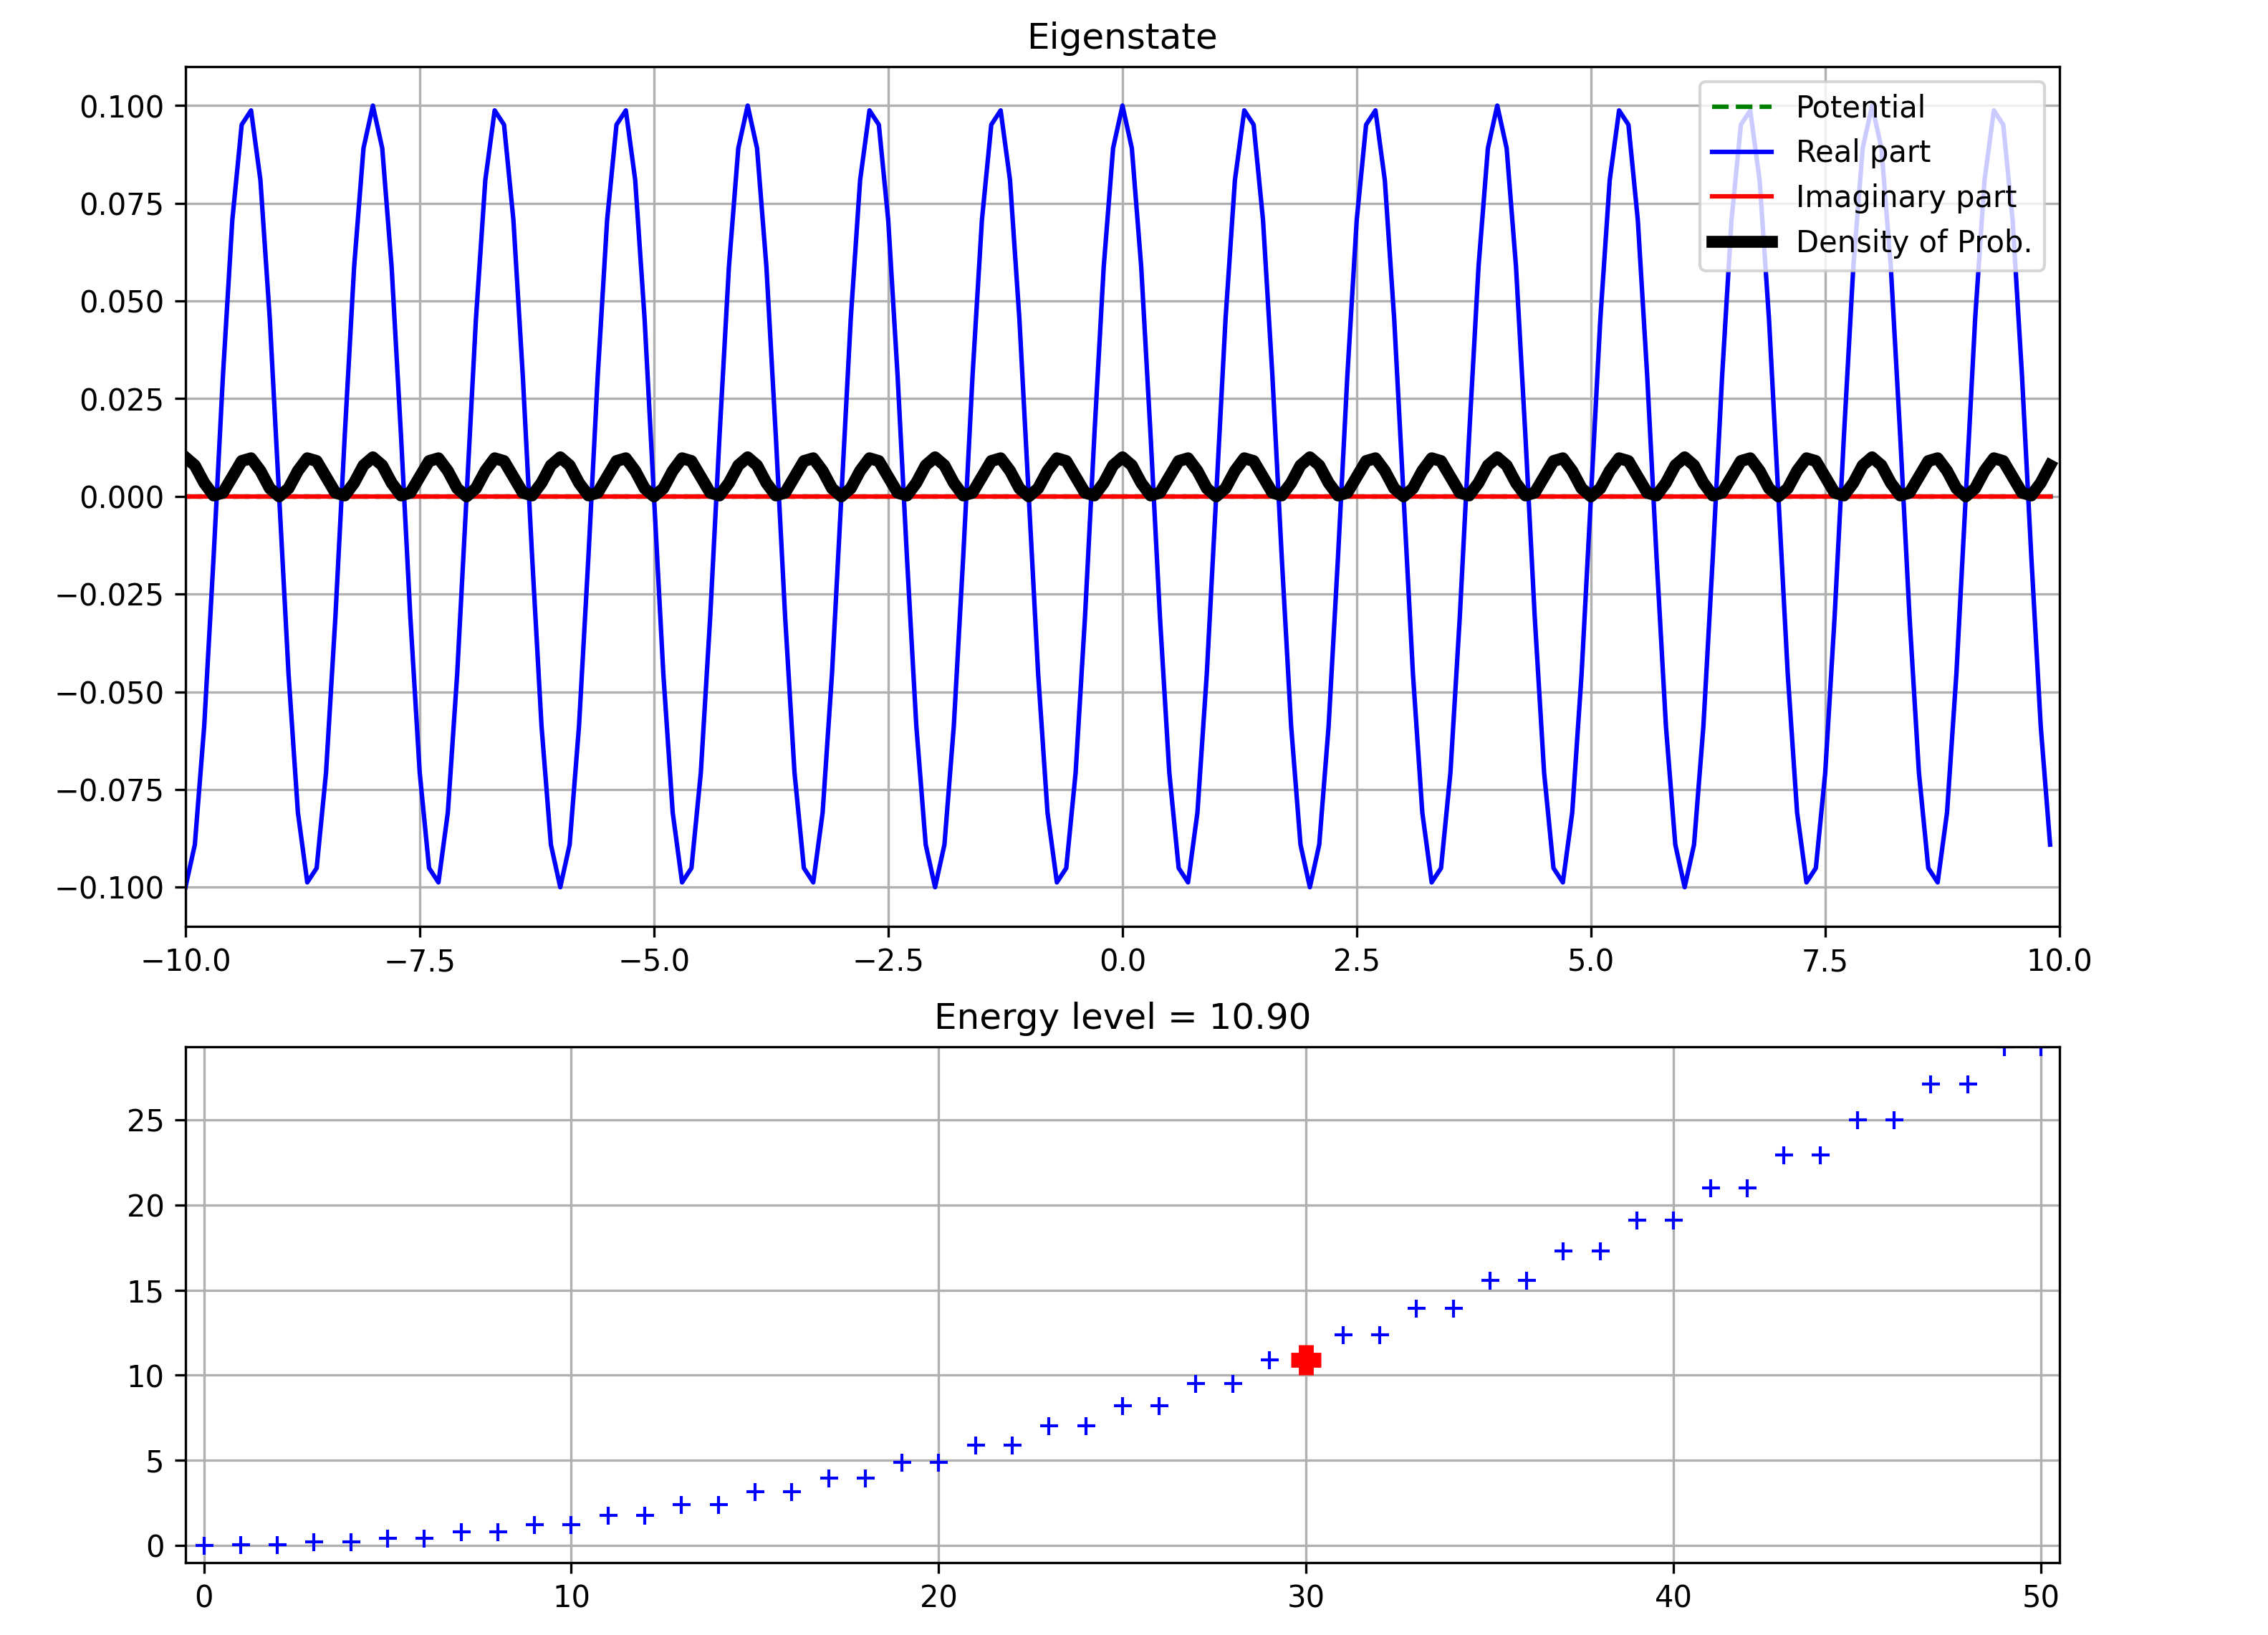 Eigenstate
0.100
0.075
0.050
0.025
0.000
−0.025
−0.050
−0.075
−0.100
Potential
Real part
Imaginary part
Density of Prob.
−10.0 −7.5 −5.0 −2.5 0.0 2.5 5.0 7.5 10.0
Energy level = 10.90
25
20
15
10
5
0
0 10 20 30 40 50